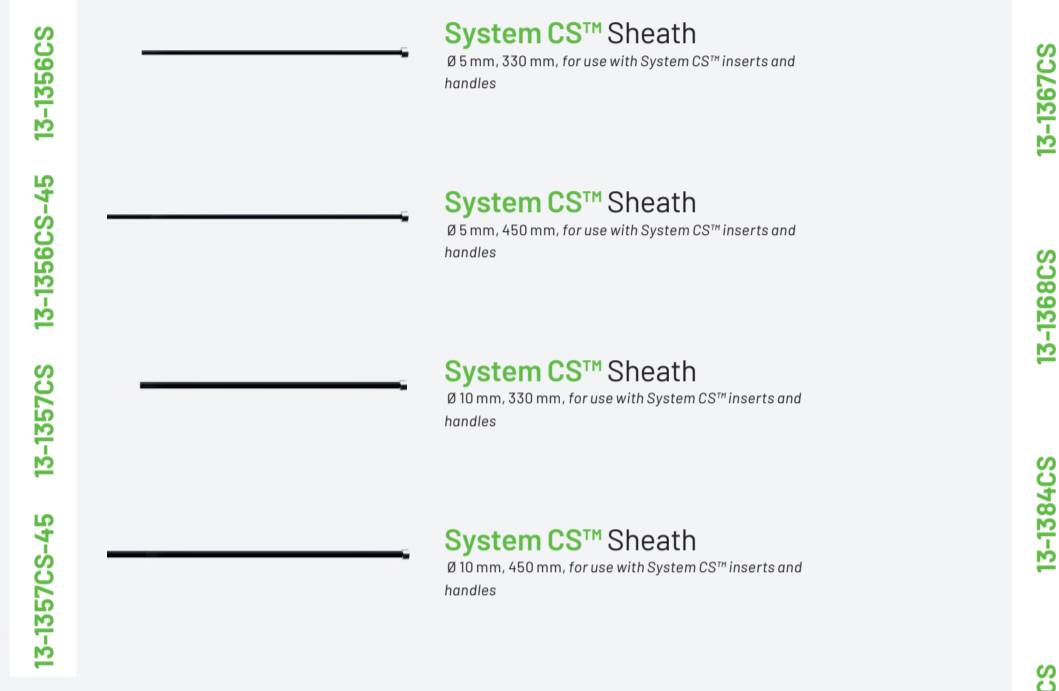 13-1356CS
System CS™ Sheath
Ø 5 mm, 330 mm, for use with System CS™ inserts and
handles
13-1356CS-45
System CS™ Sheath
Ø 5 mm, 450 mm, for use with System CS™ inserts and
handles
13-1357CS
System CS™ Sheath
Ø 10 mm, 330 mm, for use with System CS™ inserts and
handles
13-1357CS-45
System CS™ Sheath
Ø 10 mm, 450 mm, for use with System CS™ inserts and
handles
13-1367CS
13-1368CS
13-1384CS
CS